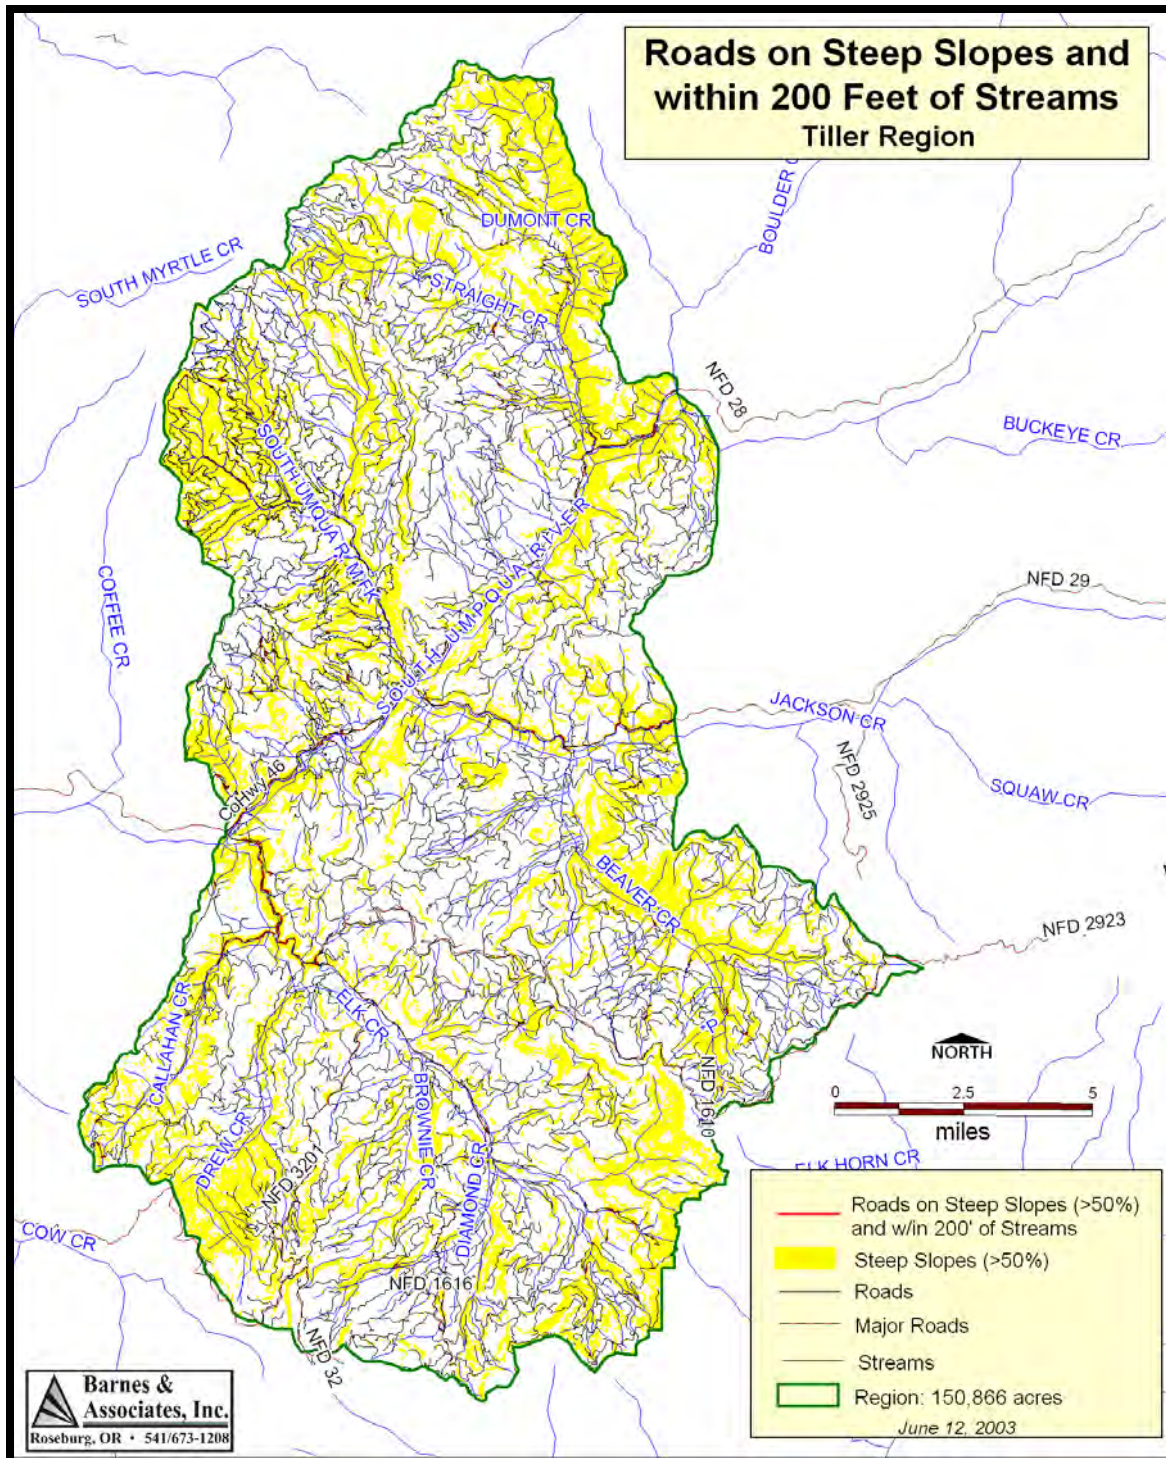 Roads on Steep Slopes and
within 200 Feet of Streams
Tiller Region
BOULDER C
DUMONT CR
SOUTH MYRTLE CR
STRAIGHT CR
NFD 28
BUCKEYE CR
SOUTH UMQUA R MFK
SOUTH UMPQUA RIVER
COFFEE CR
NFD 29
JACKSON CR
NFD 2925
SQUAW CR
CoHwy 46
BEAVER CR
NFD 2923
ELK CR
CALLAHAN CR
P
NORTH
NFD 1610
BROWNIE CR
0 2.5 5
miles
DREW CR
NFD 3201
DIAMOND CR
ELK HORN CR
COW CR
NFD 1616
NFD 32
Roads on Steep Slopes (>50%)
and w/in 200' of Streams
Steep Slopes (>50%)
Roads
Major Roads
Streams
Region: 150,866 acres
June 12, 2003
Barnes &
Associates, Inc.
Roseburg, OR • 541/673-1208